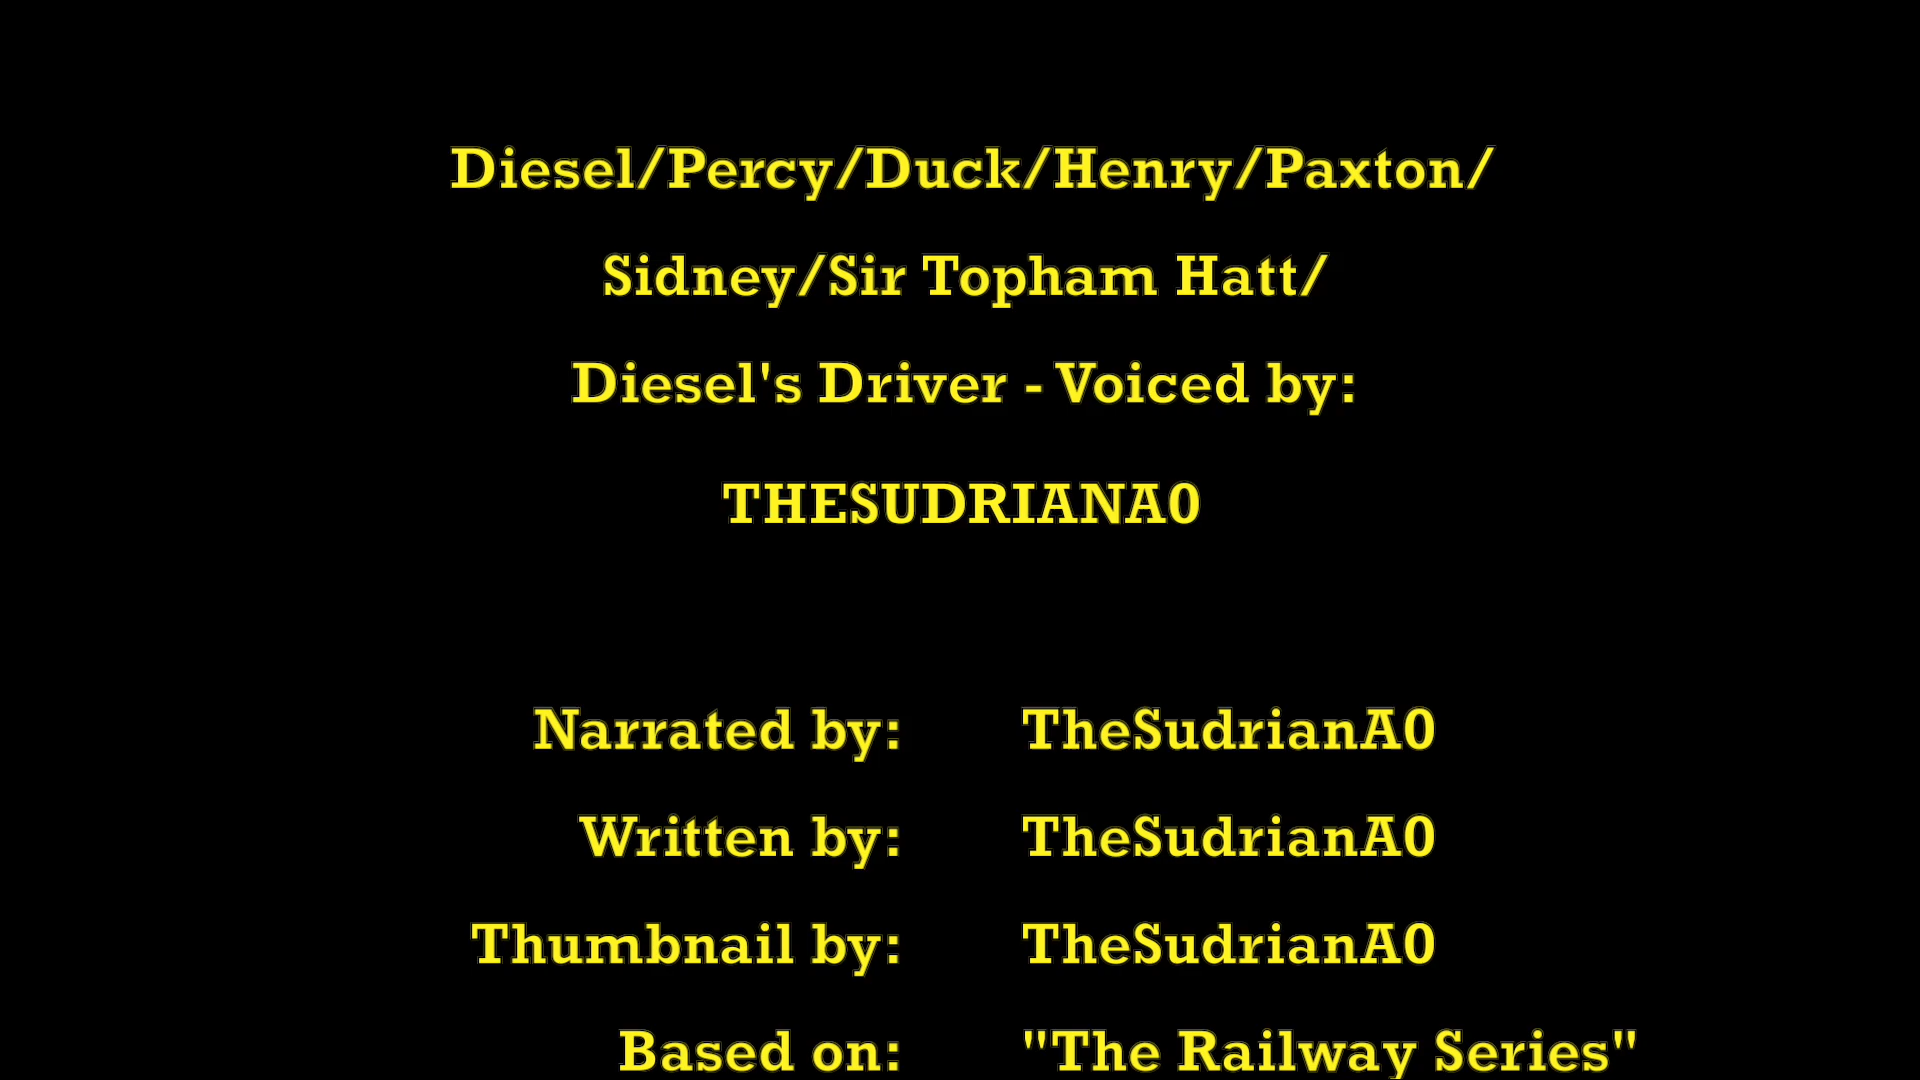 Diesel/Percy/Duck/Henry/Paxton/
Sidney/Sir Topham Hatt/
Diesel's Driver - Voiced by:
THESUDRIANA0
Narrated by: TheSudrianA0
Written by: TheSudrianA0
Thumbnail by: TheSudrianA0
Based on: "The Railway Series"